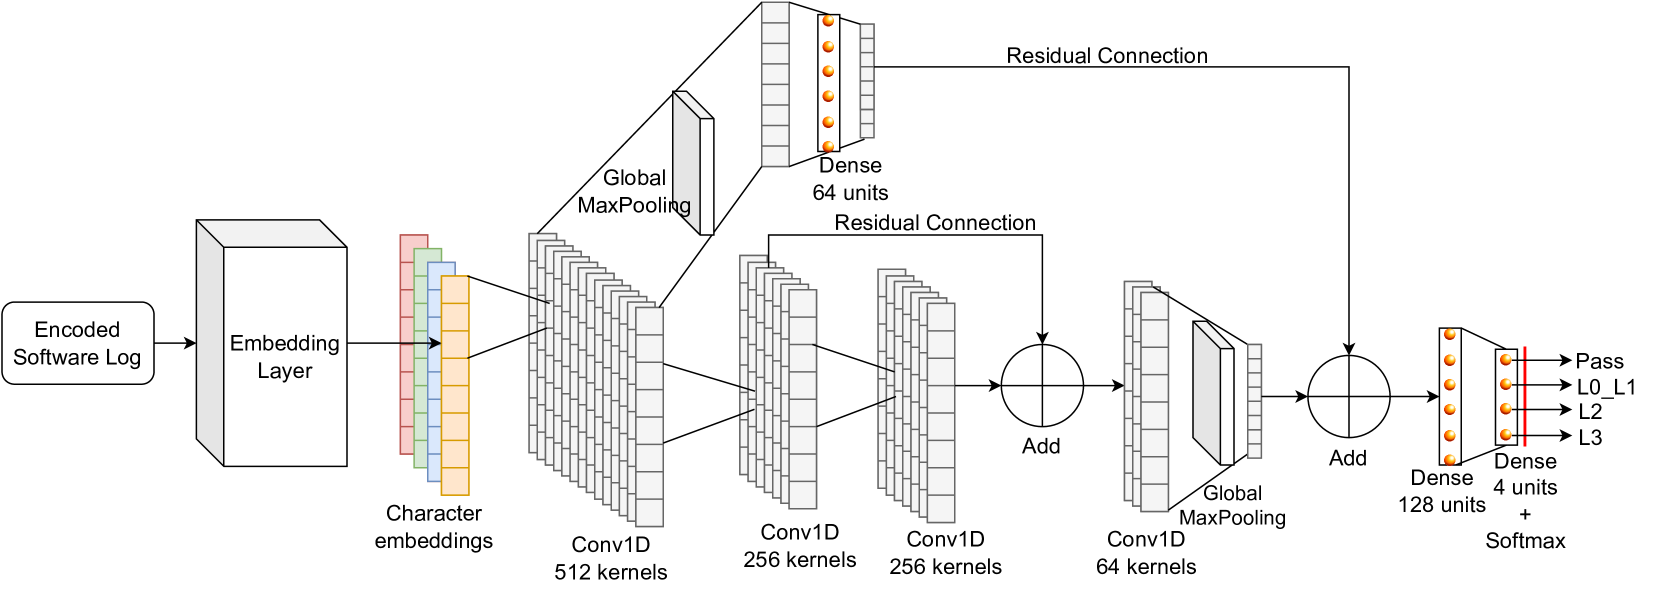 Residual Connection
Dense
64 units
Global
MaxPooling
Residual Connection
Encoded
Software Log
Embedding
Layer
Character
embeddings
Conv1D
512 kernels
Conv1D
256 kernels
Conv1D
256 kernels
Add
Conv1D
64 kernels
Global
MaxPooling
Add
Dense
128 units
Dense
4 units
+
Softmax
Pass
L0_L1
L2
L3